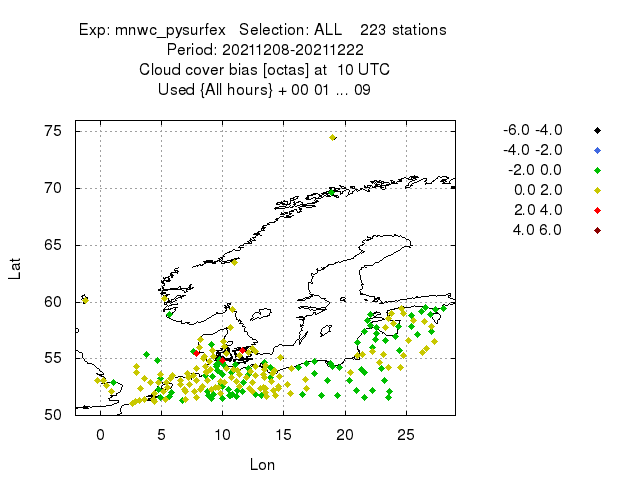 Exp: mnwc_pysurfex   Selection: ALL    223 stations
Period: 20211208-20211222
Cloud cover bias [octas] at  10 UTC
Used {All hours} + 00 01 ... 09
-6.0 -4.0
-4.0 -2.0
-2.0 0.0
0.0 2.0
2.0 4.0
4.0 6.0
75
70
65
60
55
50
Lat
0 5 10 15 20 25
Lon